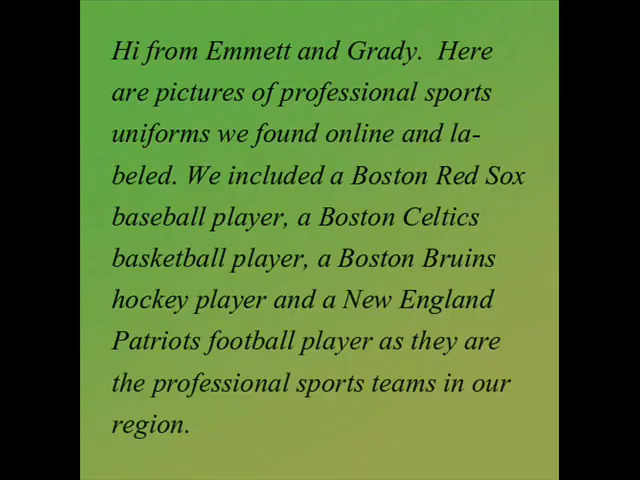 Hi from Emmett and Grady.  Here
are pictures of professional sports
uniforms we found online and la-
beled. We included a Boston Red Sox
baseball player, a Boston Celtics
basketball player, a Boston Bruins
hockey player and a New England
Patriots football player as they are
the professional sports teams in our
region.